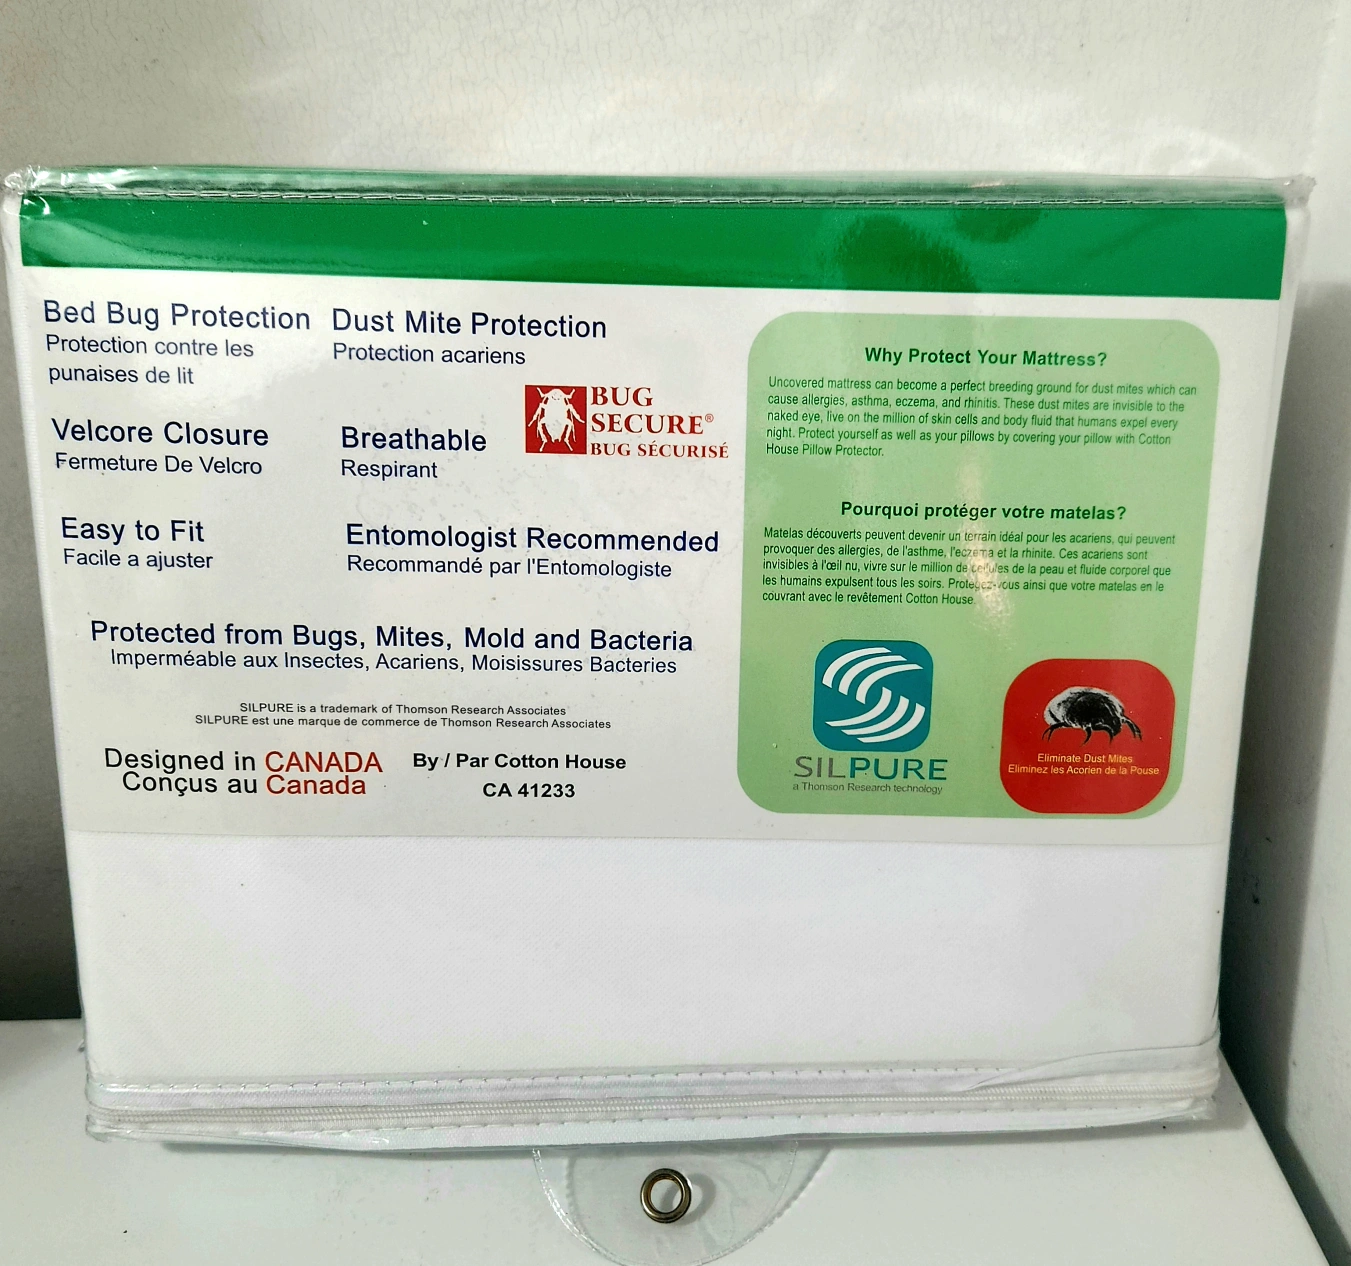 Bed Bug Protection
Protection contre les
punaises de lit
Dust Mite Protection
Protection acariens
BUG
SECURE®
BUG SÉCURISÉ
Velcore Closure
Fermeture De Velcro
Breathable
Respirant
Easy to Fit
Facile a ajuster
Entomologist Recommended
Recommandé par l'Entomologiste
Protected from Bugs, Mites, Mold and Bacteria
Imperméable aux Insectes, Acariens, Moisissures Bacteries
SILPURE is a trademark of Thomson Research Associates
SILPURE est une marque de commerce de Thomson Research Associates
Designed in CANADA
Conçus au Canada
By / Par Cotton House
CA 41233
Why Protect Your Mattress?
Uncovered mattress can become a perfect breeding ground for dust mites which can
cause allergies, asthma, eczema, and rhinitis. These dust mites are invisible to the
naked eye, live on the million of skin cells and body fluid that humans expel every
night. Protect yourself as well as your pillows by covering your pillow with Cotton
House Pillow Protector.
Pourquoi protéger votre matelas?
Matelas découverts peuvent devenir un terrain idéal pour les acariens, qui peuvent
provoquer des allergies, de l'asthme, l'eczema et la rhinite. Ces acariens sont
invisibles à l'œil nu, vivre sur le million de cellules de la peau et fluide corporel que
les humains expulsent tous les soirs. Protegez-vous ainsi que votre matelas en le
couvrant avec le revêtement Cotton House
SILPURE
a Thomson Research technology
Eliminate Dust Mites
Eliminez les Acorien de la Pouse